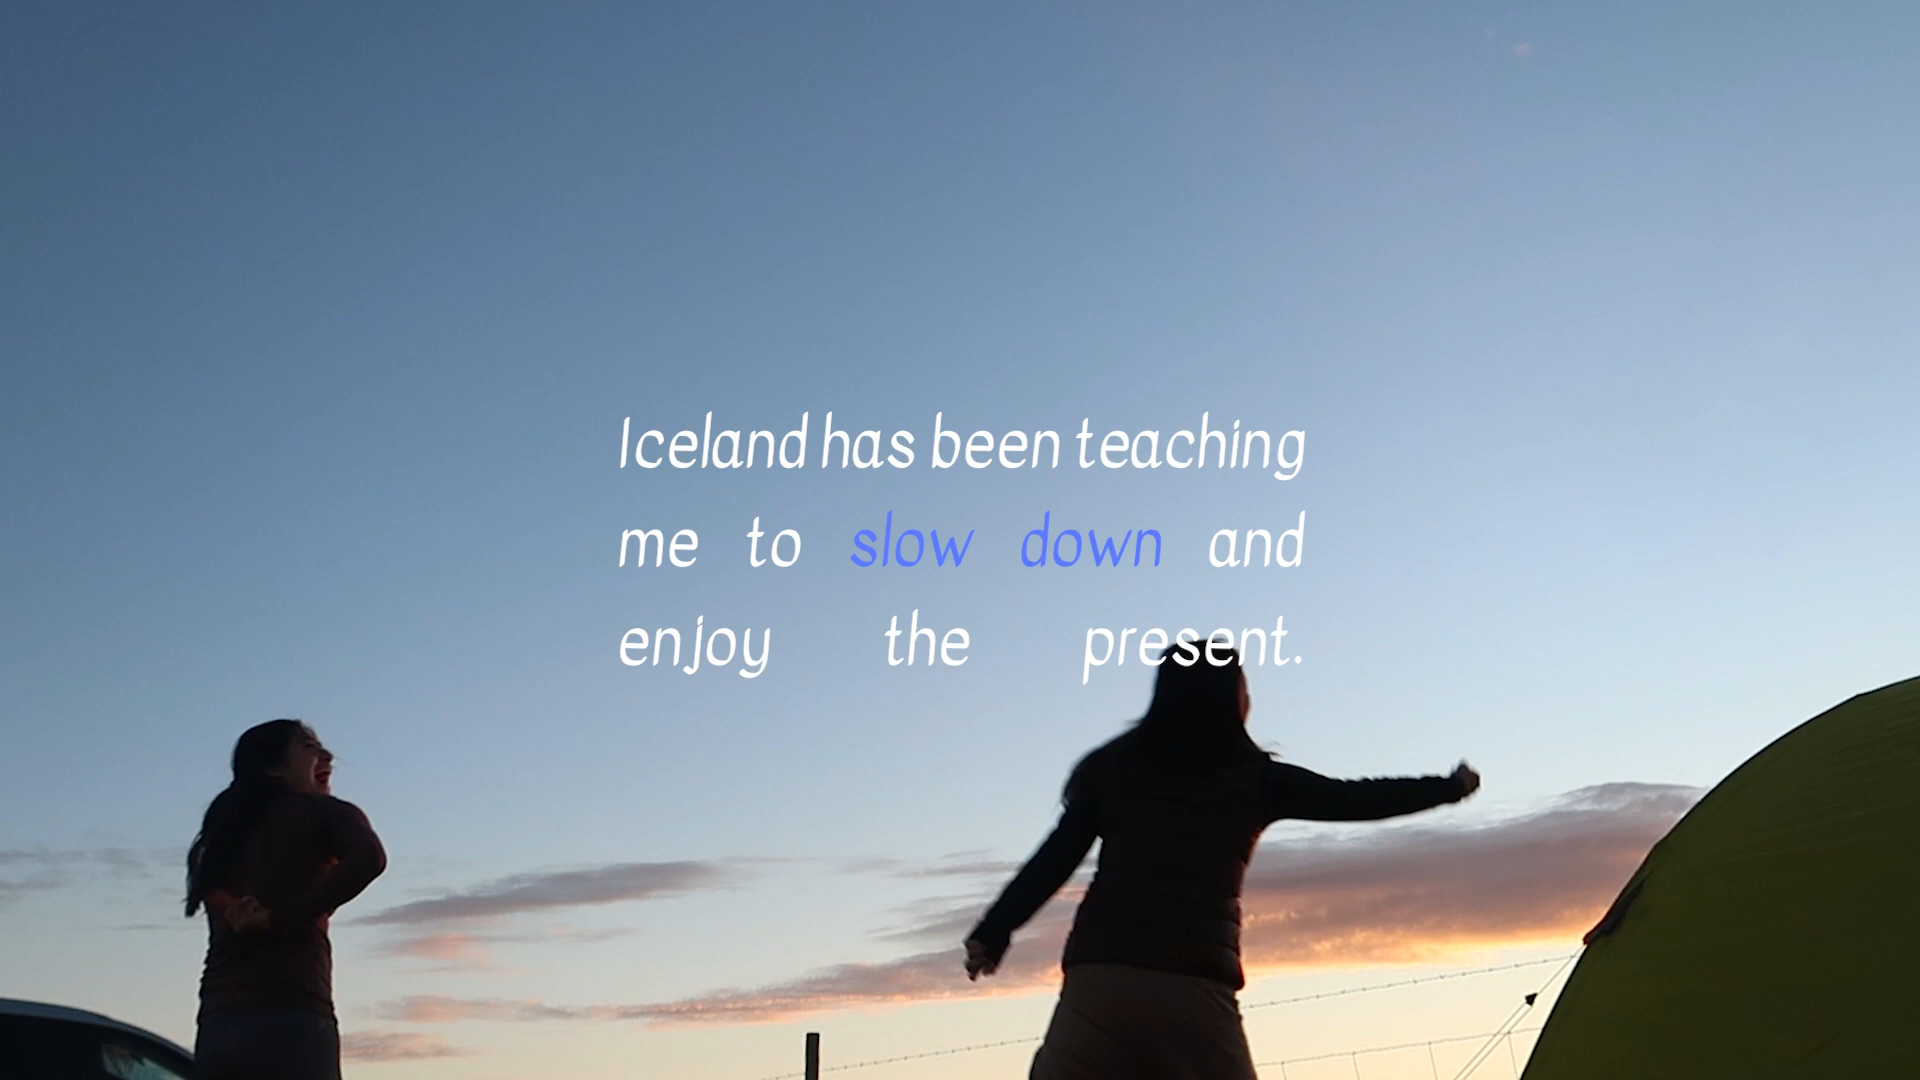 Iceland has been teaching
me to slow down and
enjoy the present.